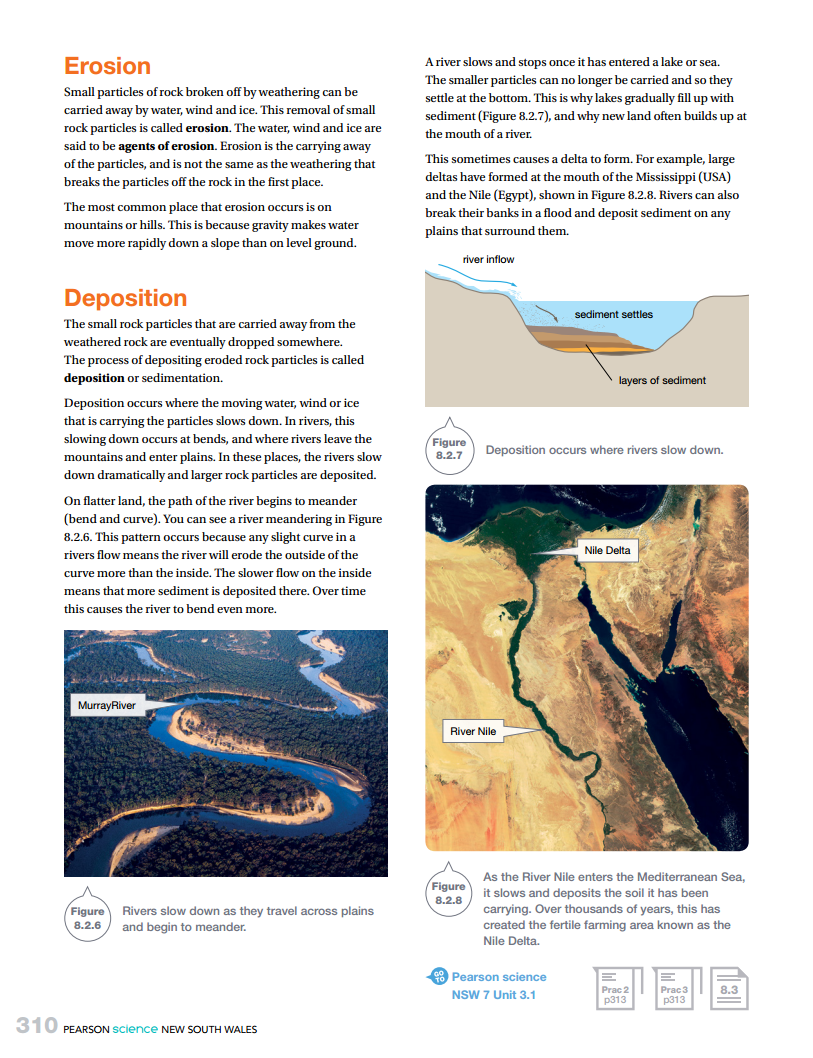 Erosion
Small particles of rock broken off by weathering can be
carried away by water, wind and ice. This removal of small
rock particles is called erosion. The water, wind and ice are
said to be agents of erosion. Erosion is the carrying away
of the particles, and is not the same as the weathering that
breaks the particles off the rock in the first place.
The most common place that erosion occurs is on
mountains or hills. This is because gravity makes water
move more rapidly down a slope than on level ground.
Deposition
The small rock particles that are carried away from the
weathered rock are eventually dropped somewhere.
The process of depositing eroded rock particles is called
deposition or sedimentation.
Deposition occurs where the moving water, wind or ice
that is carrying the particles slows down. In rivers, this
slowing down occurs at bends, and where rivers leave the
mountains and enter plains. In these places, the rivers slow
down dramatically and larger rock particles are deposited.
On flatter land, the path of the river begins to meander
(bend and curve). You can see a river meandering in Figure
8.2.6. This pattern occurs because any slight curve in a
rivers flow means the river will erode the outside of the
curve more than the inside. The slower flow on the inside
means that more sediment is deposited there. Over time
this causes the river to bend even more.
MurrayRiver
Figure
8.2.6
Rivers slow down as they travel across plains
and begin to meander.
A river slows and stops once it has entered a lake or sea.
The smaller particles can no longer be carried and so they
settle at the bottom. This is why lakes gradually fill up with
sediment (Figure 8.2.7), and why new land often builds up at
the mouth of a river.
This sometimes causes a delta to form. For example, large
deltas have formed at the mouth of the Mississippi (USA)
and the Nile (Egypt), shown in Figure 8.2.8. Rivers can also
break their banks in a flood and deposit sediment on any
plains that surround them.
river inflow
sediment settles
layers of sediment
Figure
8.2.7
Deposition occurs where rivers slow down.
Nile Delta
River Nile
Figure
8.2.8
As the River Nile enters the Mediterranean Sea,
it slows and deposits the soil it has been
carrying. Over thousands of years, this has
created the fertile farming area known as the
Nile Delta.
GO TO
Pearson science
NSW 7 Unit 3.1
Prac 2
p313
Prac 3
p313
8.3
310 PEARSON science NEW SOUTH WALES